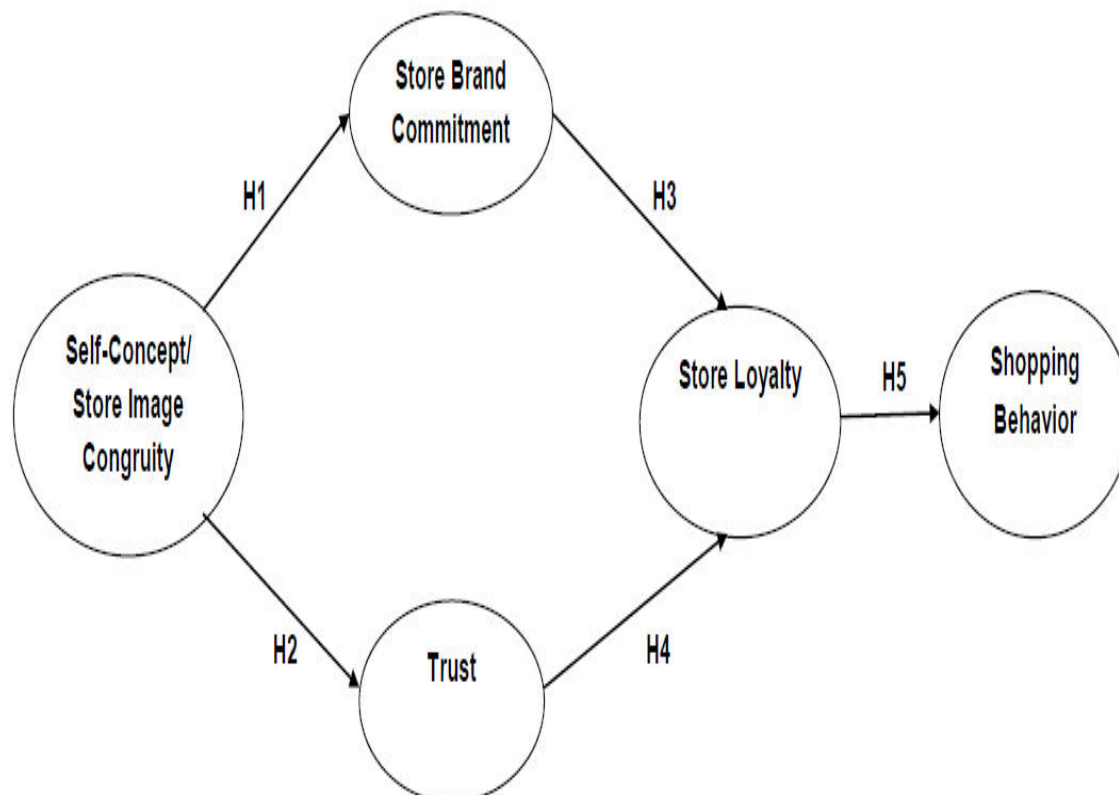 Store Brand
Commitment
H1
H3
Self-Concept/
Store Image
Congruity
Store Loyalty
H5
Shopping
Behavior
H2
Trust
H4